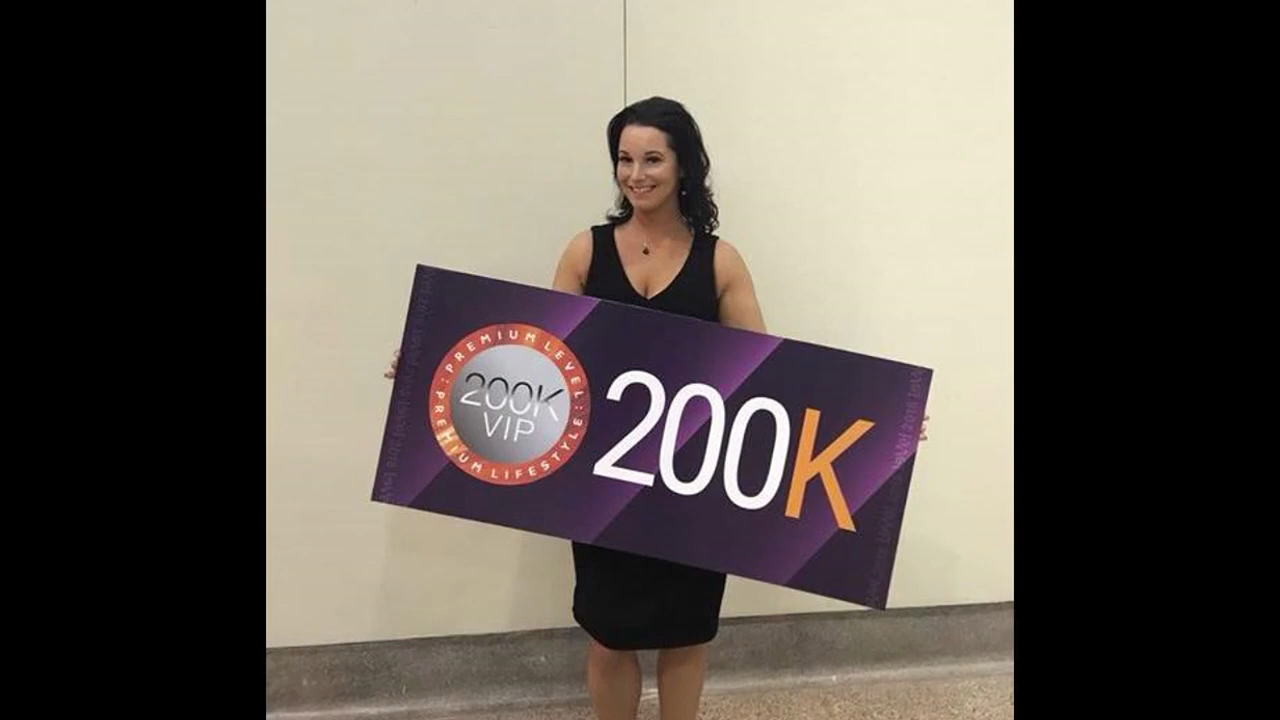 PREMIUM LEVEL :
200K
VIP
PREMIUM LIFESTYLE :
200K